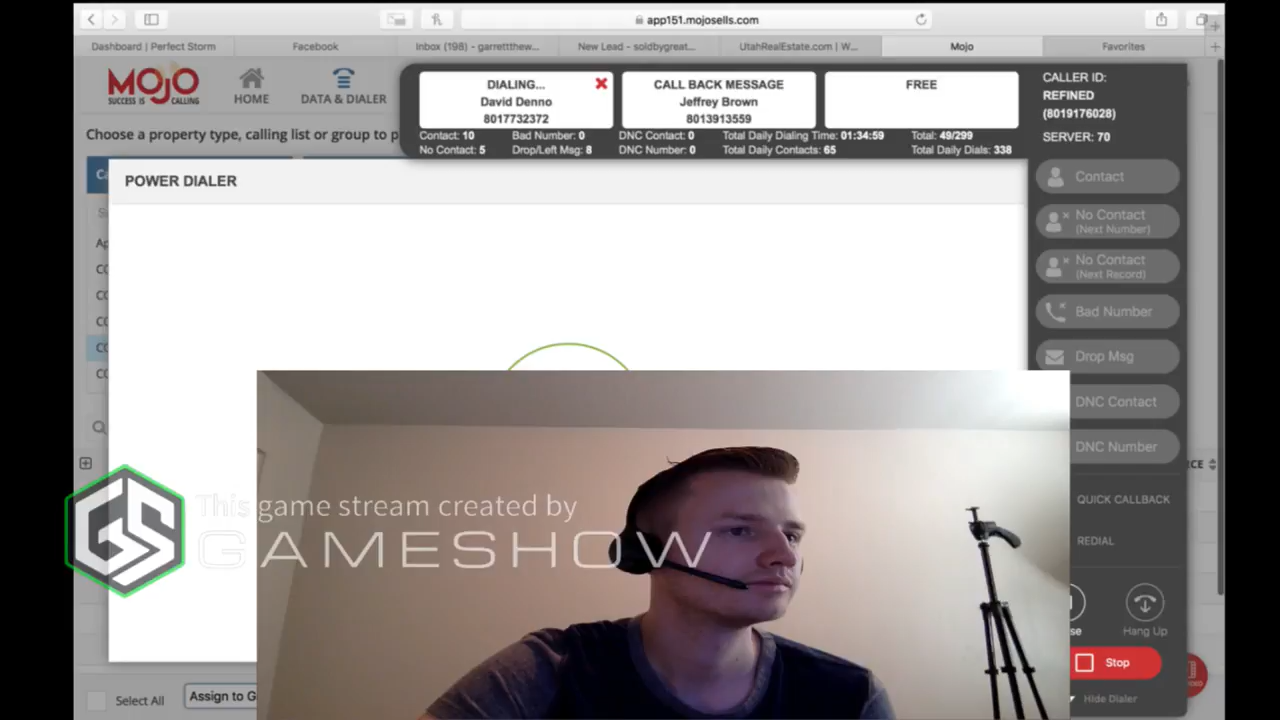 app151.mojosells.com
Dashboard | Perfect Storm
Facebook
Inbox (198) - garrettthew...
New Lead - soldbygreat...
UtahRealEstate.com | W...
Mojo
Favorites
MOJO
SUCCESS IS CALLING
HOME
DATA & DIALER
DIALING...
David Denno
8017732372
CALL BACK MESSAGE
Jeffrey Brown
8013913559
FREE
CALLER ID:
REFINED
(8019176028)
SERVER: 70
Contact: 10
Bad Number: 0
DNC Contact: 0
Total Daily Dialing Time: 01:34:59
Total: 49/299
No Contact: 5
Drop/Left Msg: 8
DNC Number: 0
Total Daily Contacts: 65
Total Daily Dials: 338
Choose a property type, calling list or group to p
POWER DIALER
Contact
No Contact
(Next Number)
No Contact
(Next Record)
Bad Number
Drop Msg
DNC Contact
DNC Number
ICE
QUICK CALLBACK
REDIAL
se
Hang Up
Stop
Hide Dialer
GS
This game stream created by
GAMESHOW
Select All
Assign to G